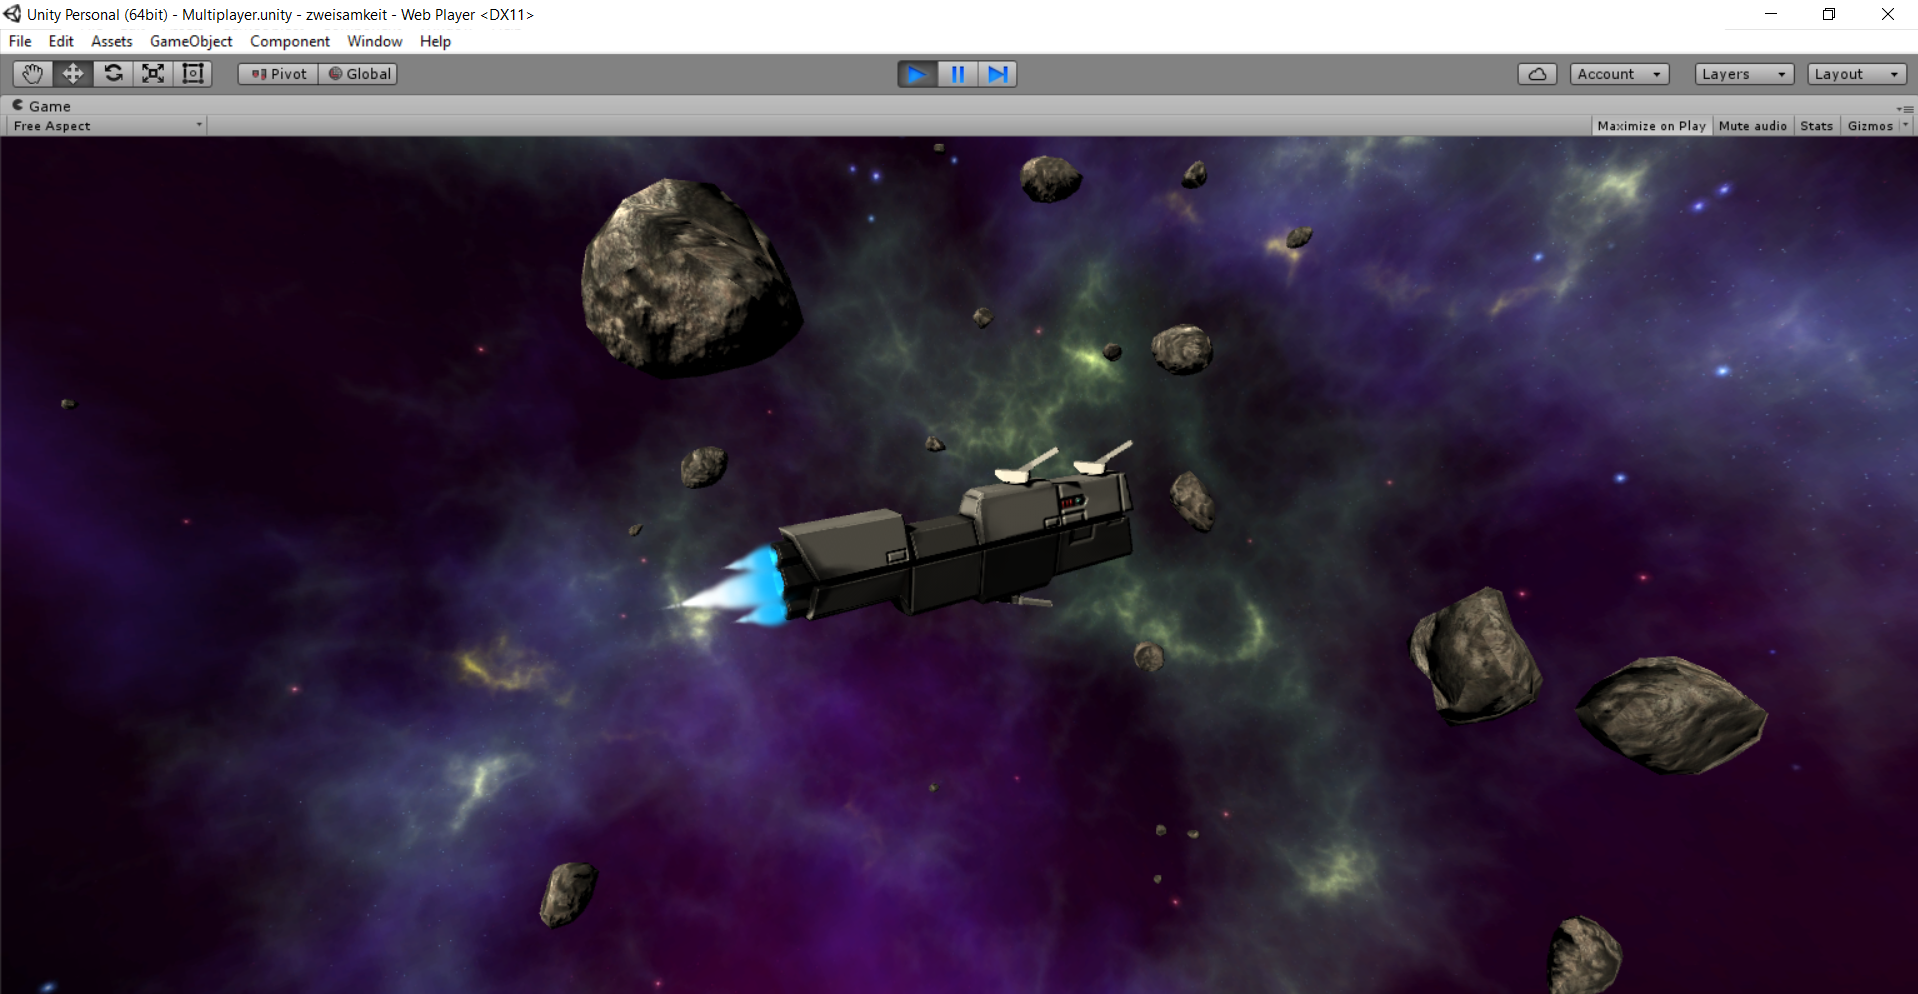 Unity Personal (64bit) - Multiplayer.unity - zweisamkeit - Web Player <DX11>
File Edit Assets GameObject Component Window Help
Pivot Global Account Layers Layout
Game
Free Aspect Maximize on Play Mute audio Stats Gizmos